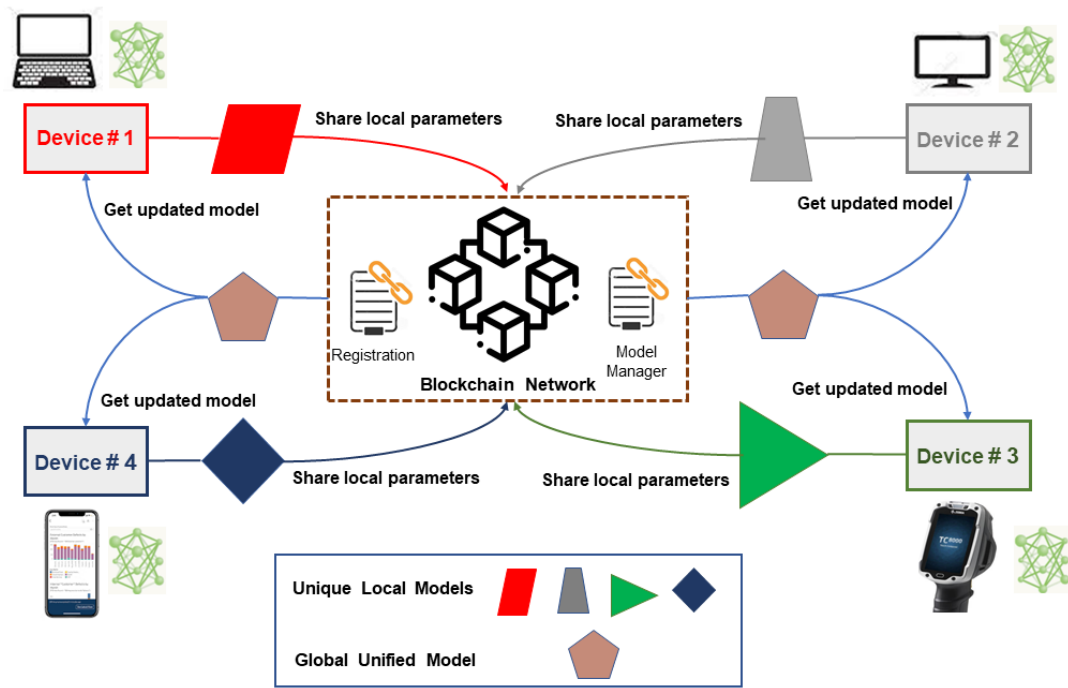 Device # 1
Share local parameters
Share local parameters
Device # 2
Get updated model
Get updated model
Registration
Model
Manager
Blockchain Network
Get updated model
Get updated model
Device # 4
Share local parameters
Share local parameters
Device # 3
Unique Local Models
Global Unified Model